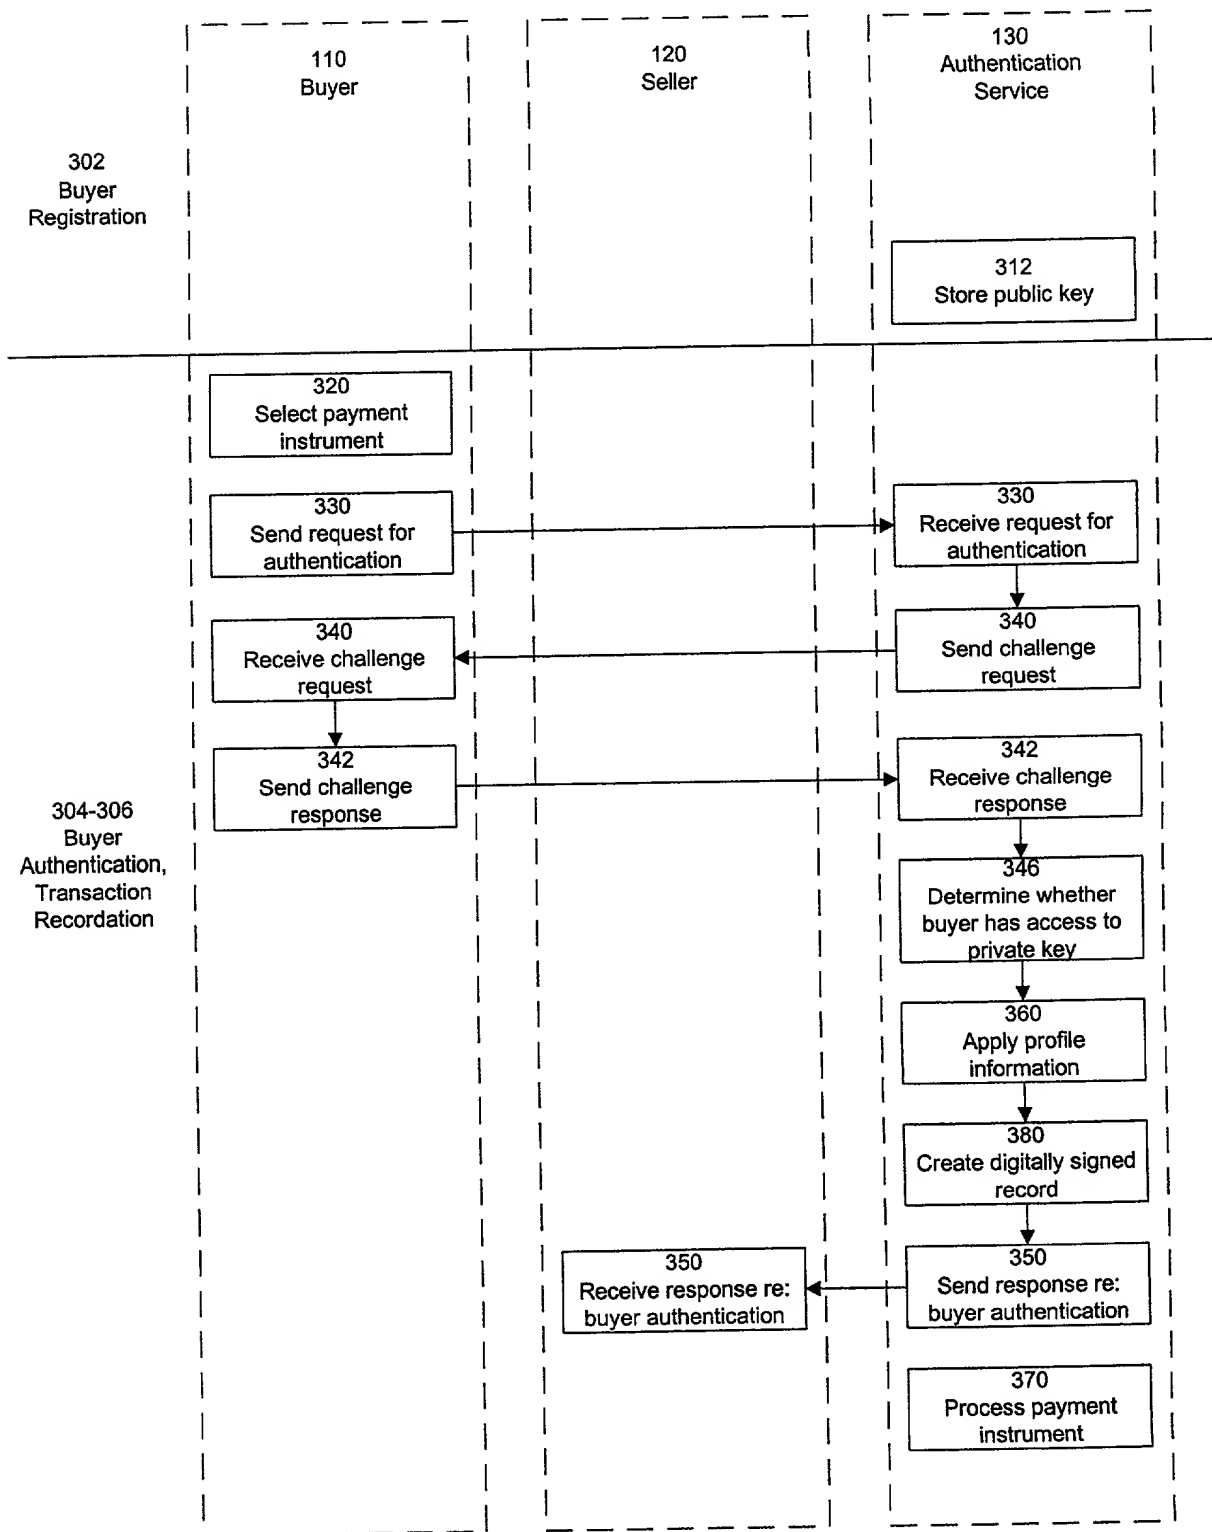 110
Buyer
120
Seller
130
Authentication
Service
302
Buyer
Registration
312
Store public key
320
Select payment
instrument
330
Send request for
authentication
330
Receive request for
authentication
340
Receive challenge
request
340
Send challenge
request
342
Send challenge
response
342
Receive challenge
response
304-306
Buyer
Authentication,
Transaction
Recordation
346
Determine whether
buyer has access to
private key
360
Apply profile
information
380
Create digitally signed
record
350
Receive response re:
buyer authentication
350
Send response re:
buyer authentication
370
Process payment
instrument